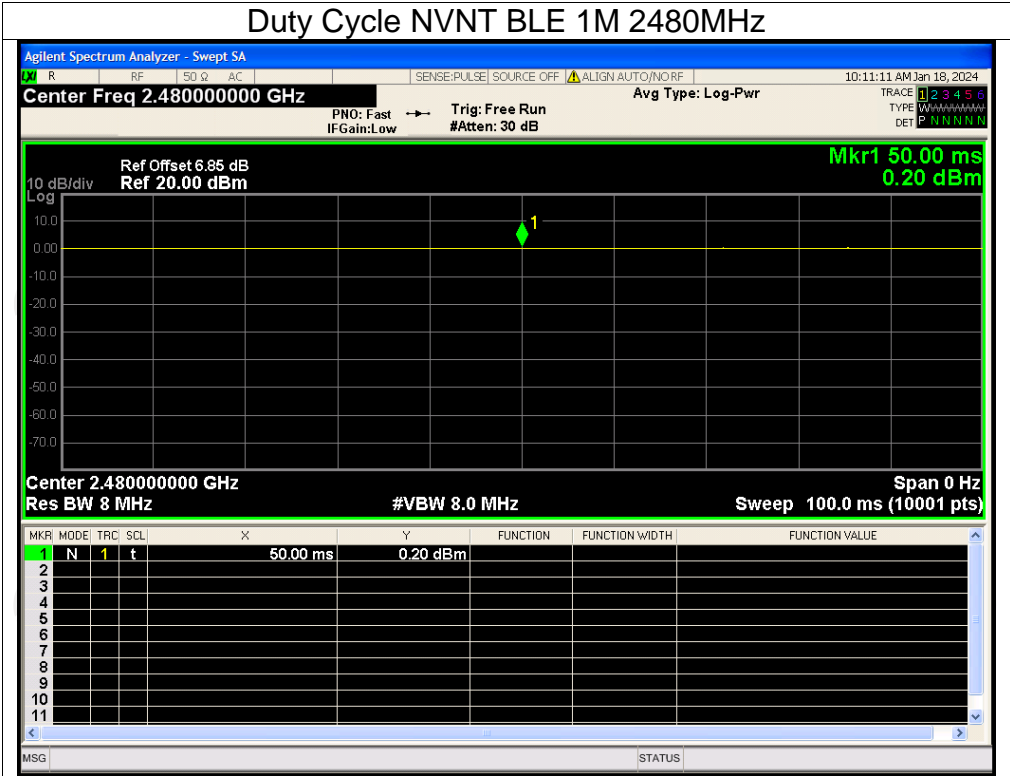 Duty Cycle NVNT BLE 1M 2480MHz
Agilent Spectrum Analyzer - Swept SA
LXI R RF 50 Ω AC SENSE:PULSE SOURCE OFF ALIGN AUTO/NO RF 10:11:11 AM Jan 18, 2024
Center Freq 2.480000000 GHz Avg Type: Log-Pwr TRACE 1 2 3 4 5 6
PNO: Fast Trig: Free Run TYPE
IFGain:Low #Atten: 30 dB DET P N N N N N
Mkr1 50.00 ms
Ref Offset 6.85 dB
10 dB/div Ref 20.00 dBm 0.20 dBm
Log
10.0
1
0.00
-10.0
-20.0
-30.0
-40.0
-50.0
-60.0
-70.0
Center 2.480000000 GHz Span 0 Hz
Res BW 8 MHz #VBW 8.0 MHz Sweep 100.0 ms (10001 pts)
MKR MODE TRC SCL X Y FUNCTION FUNCTION WIDTH FUNCTION VALUE
1 N 1 t 50.00 ms 0.20 dBm
2
3
4
5
6
7
8
9
10
11
MSG STATUS